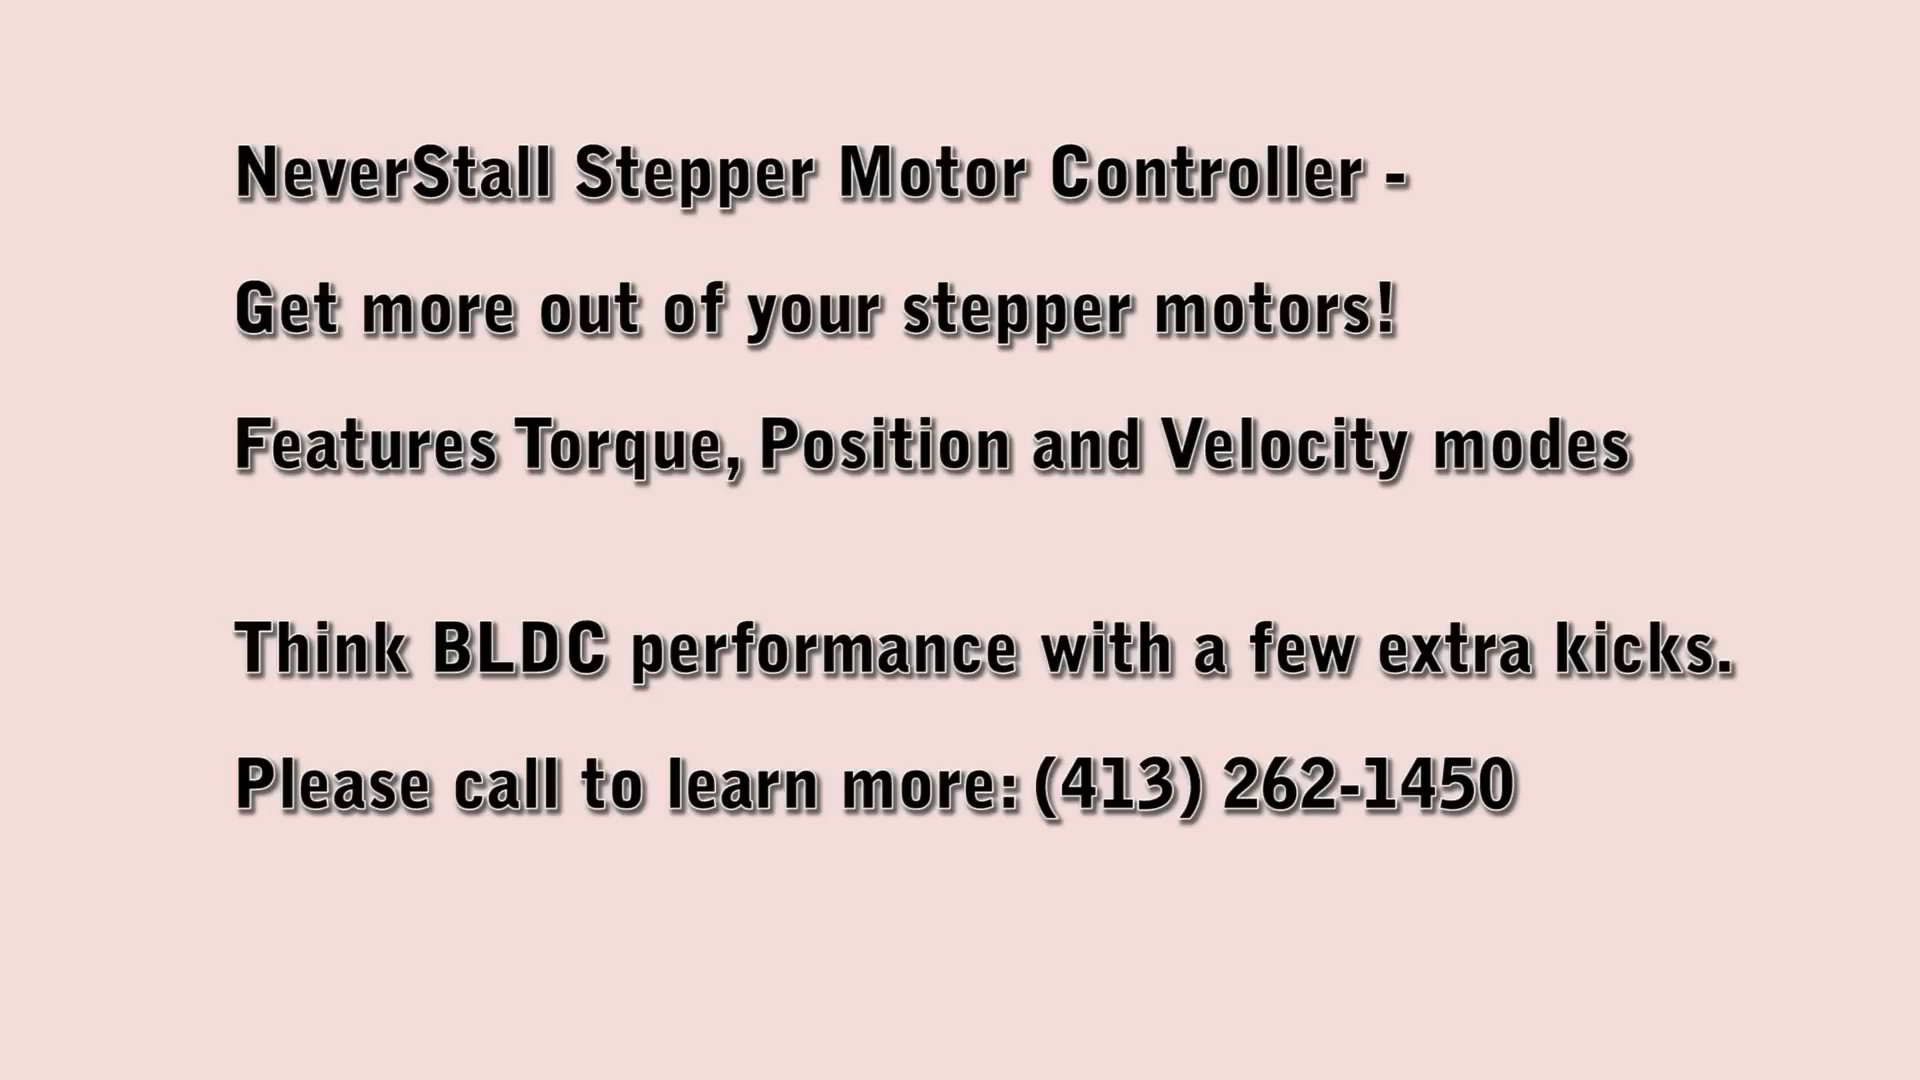 NeverStall Stepper Motor Controller -
Get more out of your stepper motors!
Features Torque, Position and Velocity modes
Think BLDC performance with a few extra kicks.
Please call to learn more: (413) 262-1450